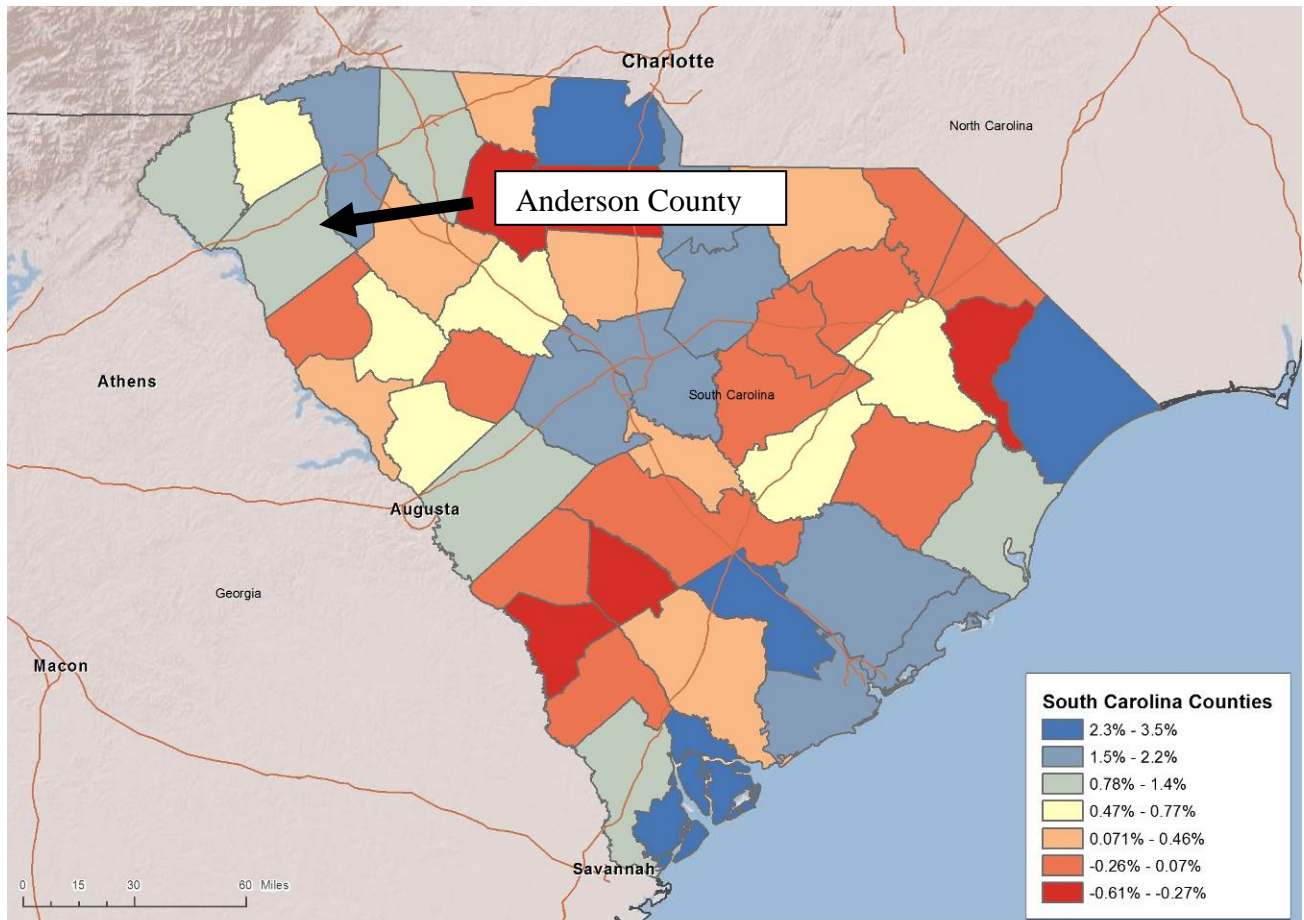 Charlotte
North Carolina
Anderson County
Athens
South Carolina
Augusta
Georgia
Macon
Savannah
South Carolina Counties
2.3% - 3.5%
1.5% - 2.2%
0.78% - 1.4%
0.47% - 0.77%
0.071% - 0.46%
-0.26% - 0.07%
-0.61% - -0.27%
0 15 30 60 Miles